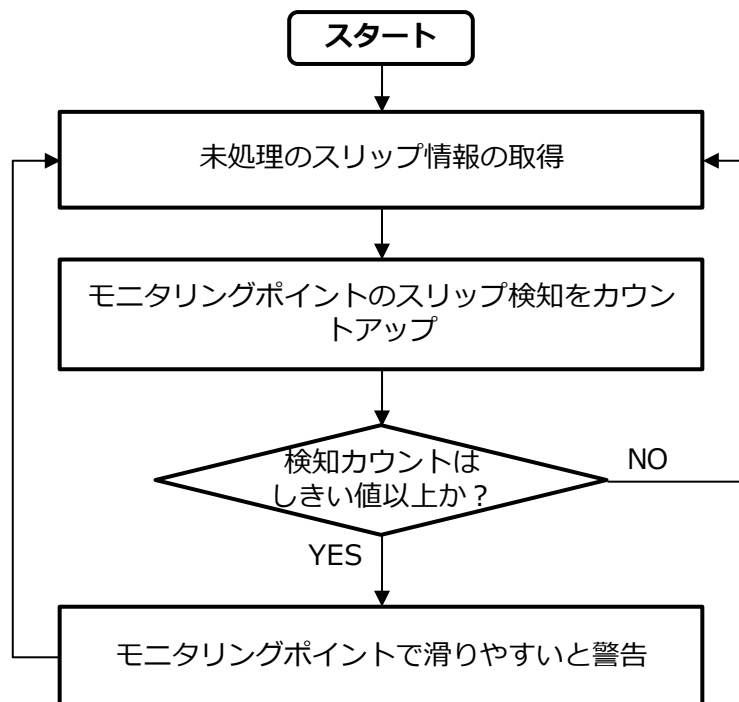 スタート
未処理のスリップ情報の取得
モニタリングポイントのスリップ検知をカウン
トアップ
検知カウントは
しきい値以上か？
NO
YES
モニタリングポイントで滑りやすいと警告